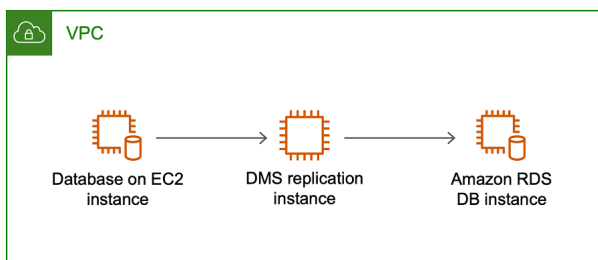 VPC
Database on EC2
instance
DMS replication
instance
Amazon RDS
DB instance